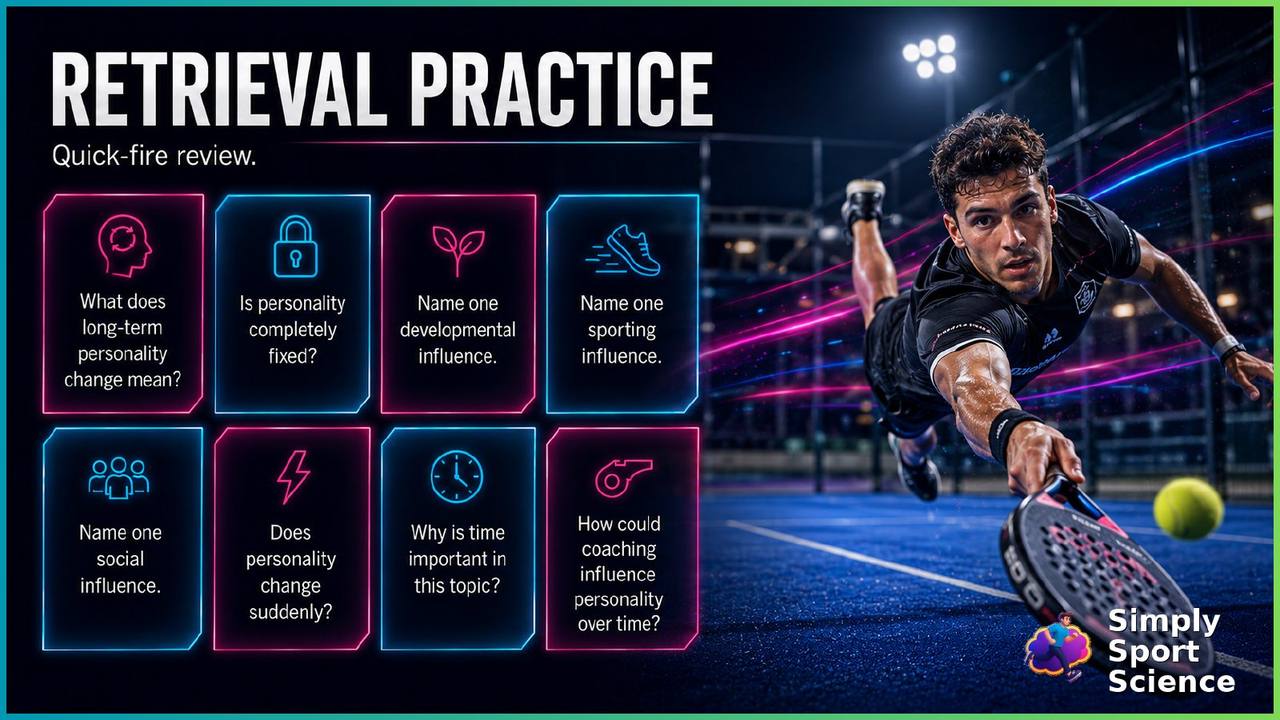 RETRIEVAL PRACTICE
Quick-fire review.
What does
long-term
personality
change mean?
Is personality
completely
fixed?
Name one
developmental
influence.
Name one
sporting
influence.
Name one
social
influence.
Does
personality
change
suddenly?
Why is time
important in
this topic?
How could
coaching
influence
personality
over time?
Simply
Sport
Science